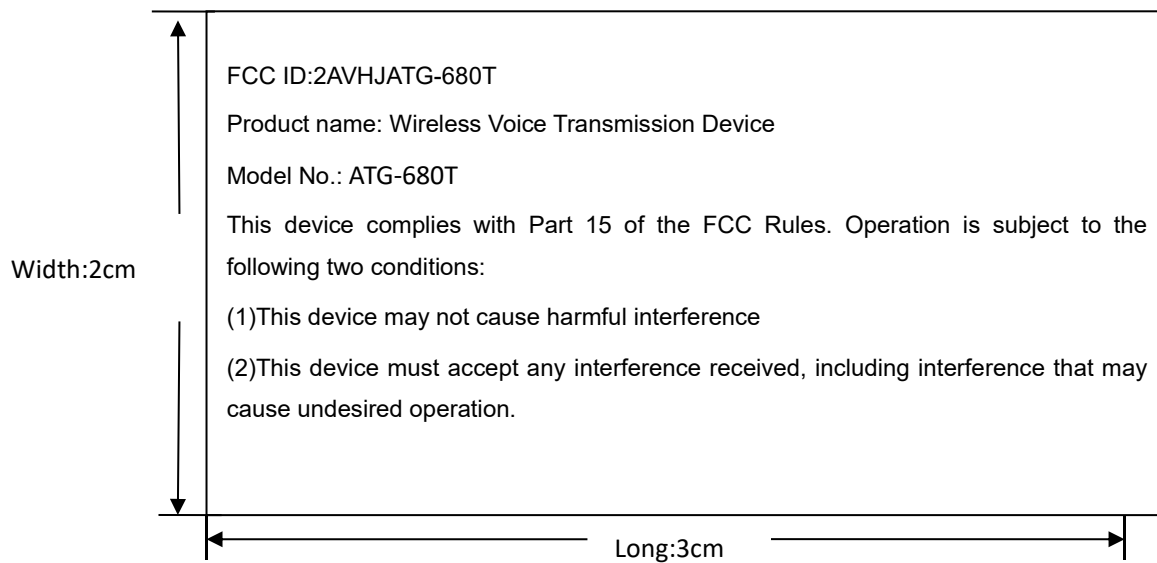 FCC ID:2AVHJATG-680T
Product name: Wireless Voice Transmission Device
Model No.: ATG-680T
This device complies with Part 15 of the FCC Rules. Operation is subject to the
following two conditions:
Width:2cm
(1)This device may not cause harmful interference
(2)This device must accept any interference received, including interference that may
cause undesired operation.
Long:3cm